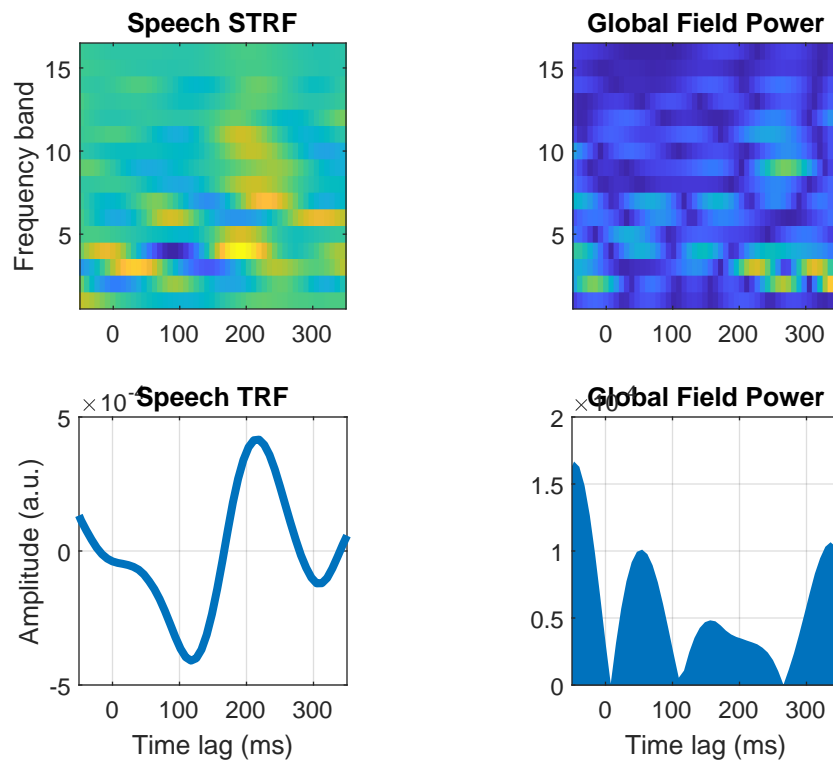 Speech STRF
Frequency band
15
10
5
0 100 200 300
Global Field Power
15
10
5
0 100 200 300
Speech TRF
× 10-4
Amplitude (a.u.)
5
0
-5
0 100 200 300
Time lag (ms)
Global Field Power
2
1.5
1
0.5
0
0 100 200 300
Time lag (ms)